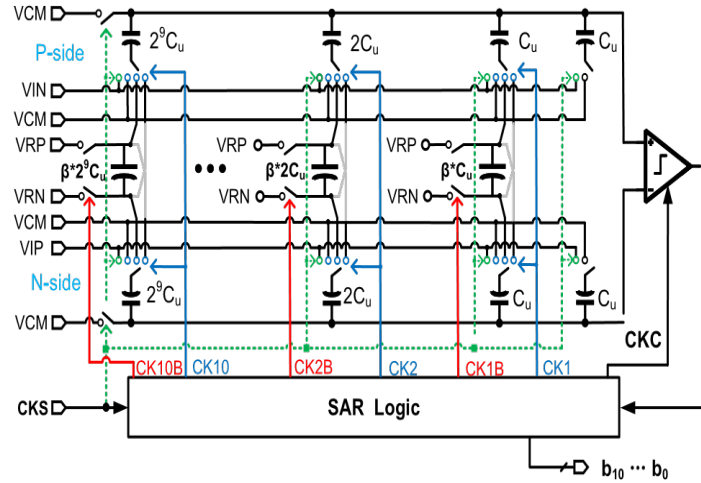 VCM
2⁹Cᵤ 2Cᵤ Cᵤ Cᵤ
P-side
VIN
VCM
VRP VRP VRP
β*2⁹Cᵤ β*2Cᵤ β*Cᵤ
VRN VRN VRN
VCM
VIP
N-side
2⁹Cᵤ 2Cᵤ Cᵤ Cᵤ
VCM
CKC
CK10B CK10 CK2B CK2 CK1B CK1
CKS
SAR Logic
b₁₀ ··· b₀